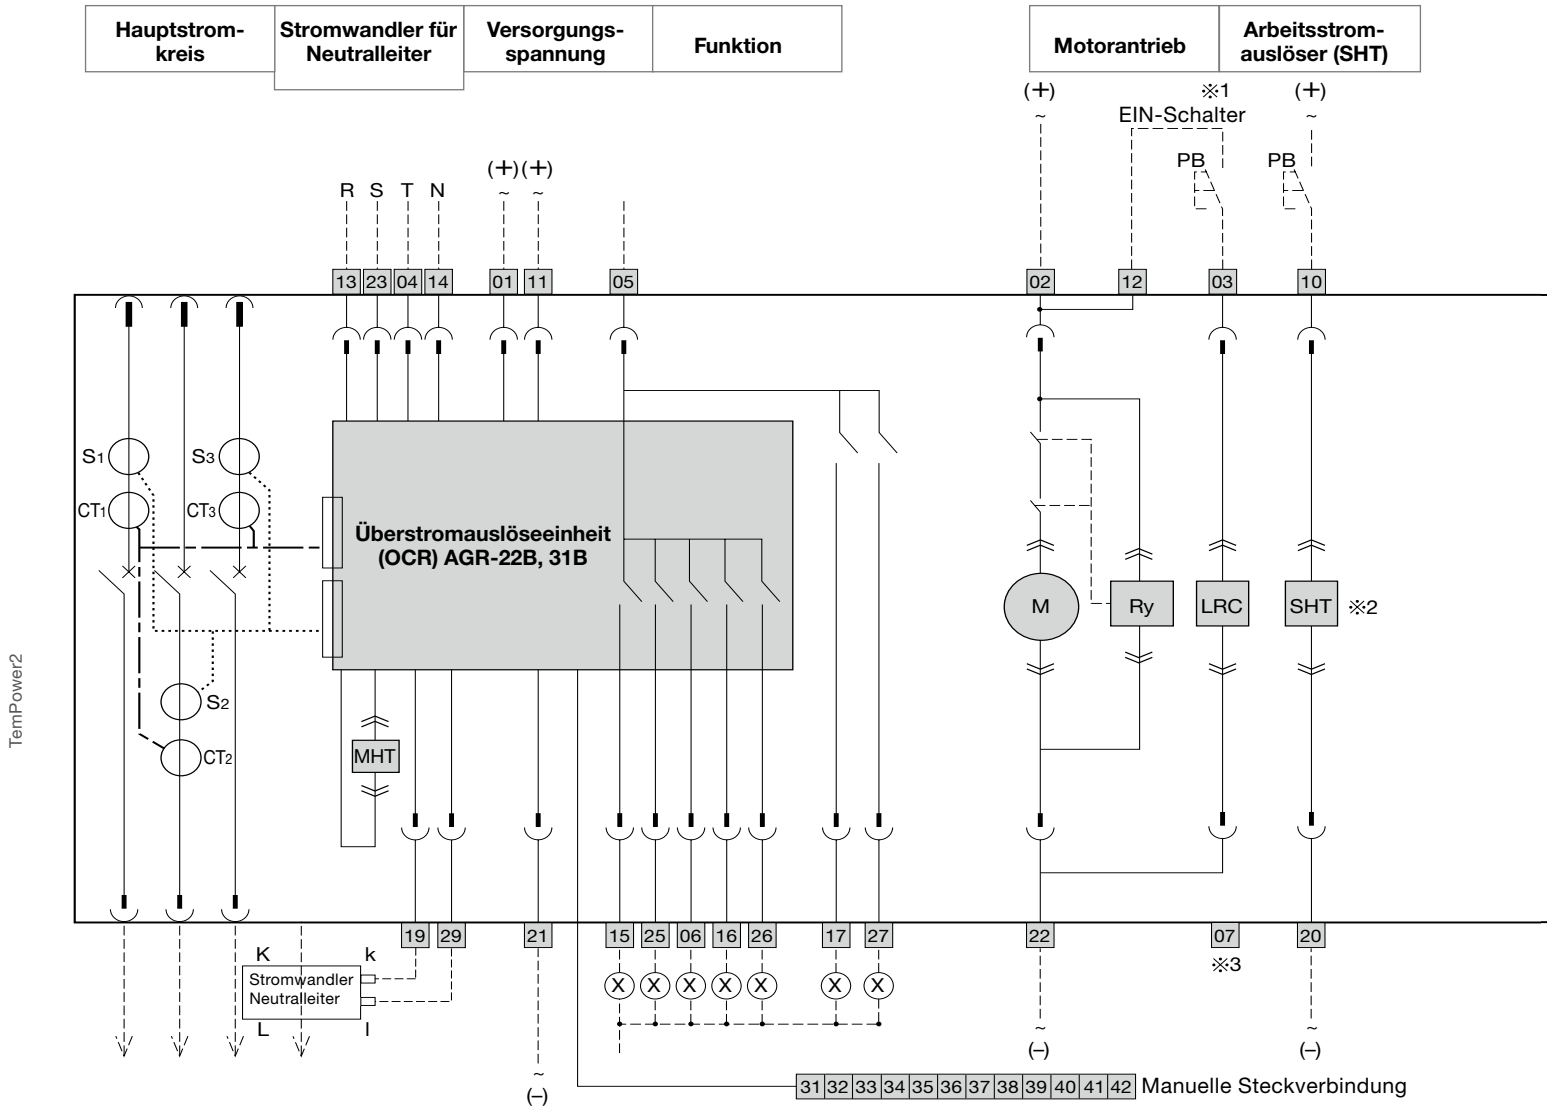 Hauptstrom-
kreis
Stromwandler für
Neutralleiter
Versorgungs-
spannung
Funktion
Motorantrieb
Arbeitsstrom-
auslöser (SHT)
(+) ※1 (+)
~ EIN-Schalter ~
(+) (+) PB PB
R S T N ~ ~
13 23 04 14 01 11 05 02 12 03 10
S1 S3
CT1 CT3
Überstromauslöseeinheit
(OCR) AGR-22B, 31B
M Ry LRC SHT ※2
TemPower2
S2
CT2 MHT
19 29 21 15 25 06 16 26 17 27 22 07 20
K k ※3
Stromwandler
Neutralleiter
X X X X X X X
L l
~ ~
(–) (–)
~
(–)
31 32 33 34 35 36 37 38 39 40 41 42 Manuelle Steckverbindung